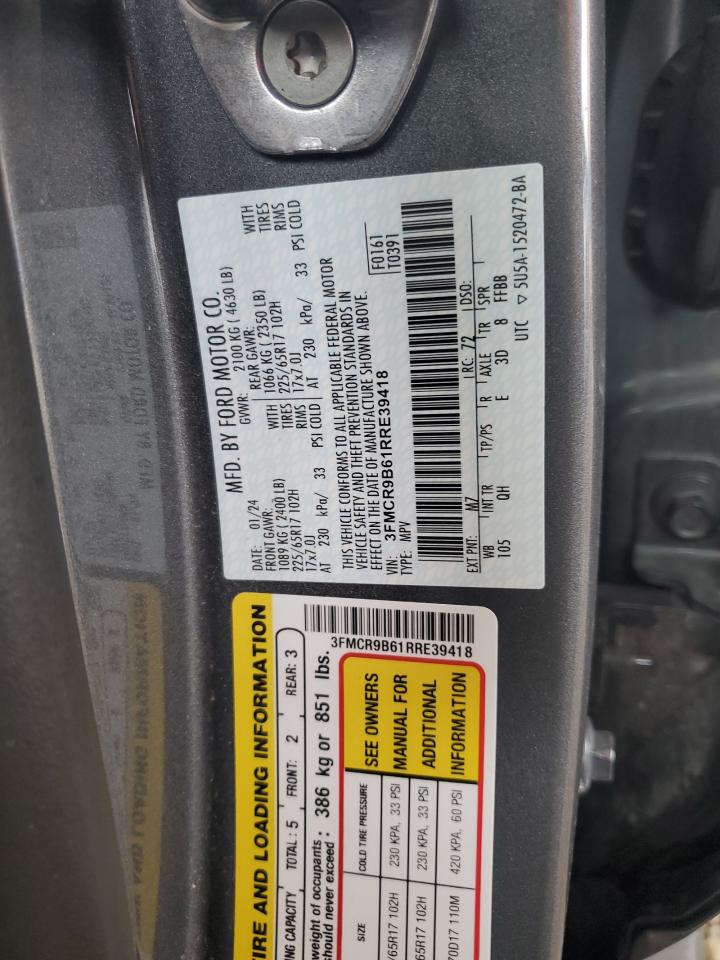 MFD. BY FORD MOTOR CO.
DATE: 01/24 GVWR: 2100 KG ( 4630 LB)
FRONT GAWR: REAR GAWR:
1089 KG ( 2400 LB) WITH 1066 KG ( 2350 LB) WITH
225/65R17 102H TIRES 225/65R17 102H TIRES
17x7.0J RIMS 17x7.0J RIMS
AT 230 kPa/ 33 PSI COLD AT 230 kPa/ 33 PSI COLD
THIS VEHICLE CONFORMS TO ALL APPLICABLE FEDERAL MOTOR
VEHICLE SAFETY AND THEFT PREVENTION STANDARDS IN
EFFECT ON THE DATE OF MANUFACTURE SHOWN ABOVE.
VIN: 3FMCR9B61RRE39418 F0161
TYPE: MPV T0391
EXT PNT: M7 RC: 72 DSO:
WB INT TR TP/PS R AXLE TR SPR
105 QH E 3D 8 FFBB
UTC ▽ 5U5A-1520472-BA
TIRE AND LOADING INFORMATION
CAPACITY TOTAL : 5 FRONT: 2 REAR: 3
weight of occupants
should never exceed : 386 kg or 851 lbs.
3FMCR9B61RRE39418
SIZE COLD TIRE PRESSURE SEE OWNERS
/65R17 102H 230 KPA, 33 PSI MANUAL FOR
65R17 102H 230 KPA, 33 PSI ADDITIONAL
70D17 110M 420 KPA, 60 PSI INFORMATION